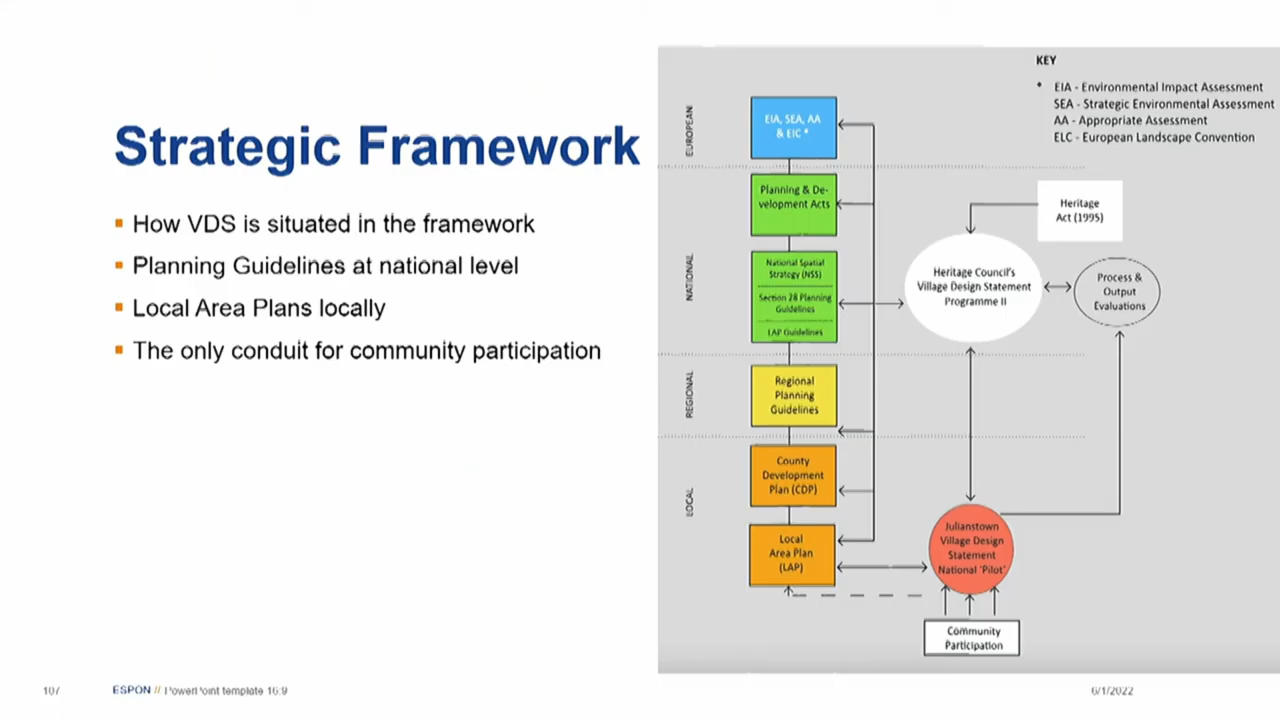 Strategic Framework
How VDS is situated in the framework
Planning Guidelines at national level
Local Area Plans locally
The only conduit for community participation
KEY
* EIA - Environmental Impact Assessment
SEA - Strategic Environmental Assessment
AA - Appropriate Assessment
ELC - European Landscape Convention
EUROPEAN
EIA, SEA, AA
& EIC *
NATIONAL
Planning & De-
velopment Acts
National Spatial
Strategy (NSS)
Section 28 Planning
Guidelines
LAP Guidelines
Heritage
Act (1995)
Heritage Council's
Village Design Statement
Programme II
Process &
Output
Evaluations
REGIONAL
Regional
Planning
Guidelines
LOCAL
County
Development
Plan (CDP)
Local
Area Plan
(LAP)
Julianstown
Village Design
Statement
National 'Pilot'
Community
Participation
107
ESPON // PowerPoint template 16:9
6/1/2022